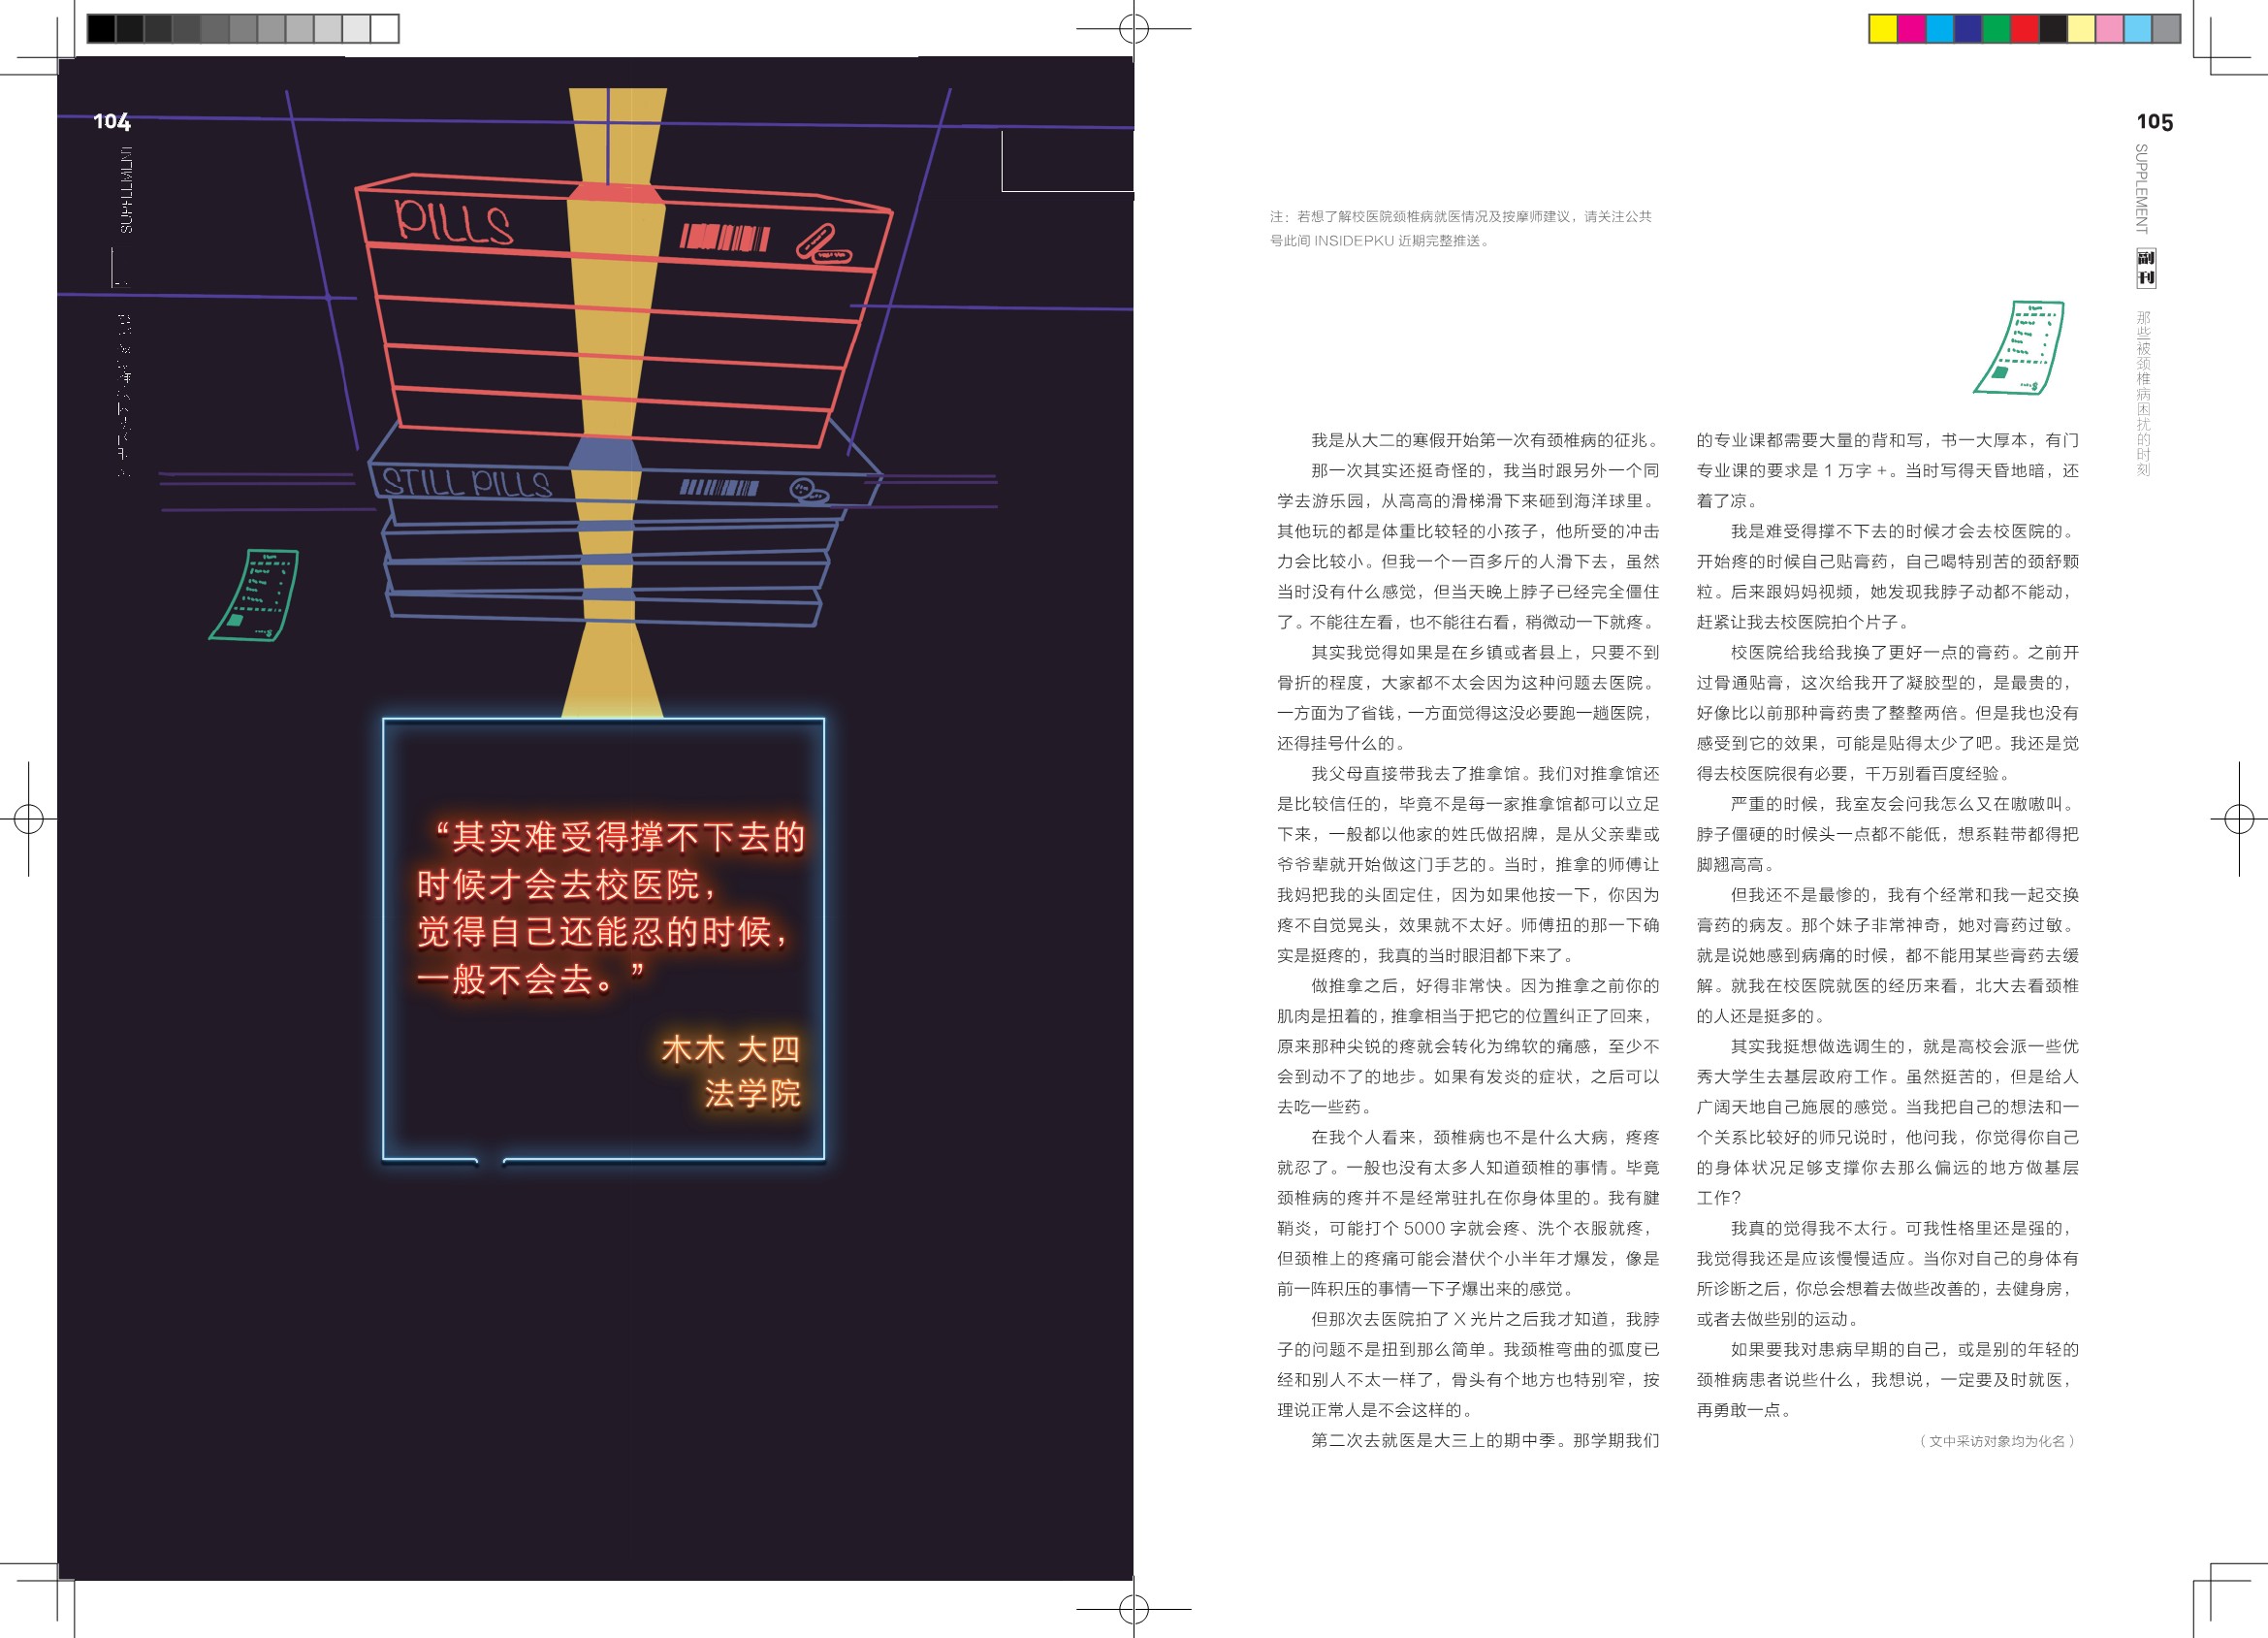 104
SUPPLEMENT
PILLS
STILL PILLS
“其实难受得撑不下去的
时候才会去校医院，
觉得自己还能忍的时候，
一般不会去。”
木木 大四
法学院
105
SUPPLEMENT
副刊
那些被颈椎病困扰的时刻
注：若想了解校医院颈椎病就医情况及按摩师建议，请关注公共
号此间 INSIDEPKU 近期完整推送。
我是从大二的寒假开始第一次有颈椎病的征兆。
那一次其实还挺奇怪的，我当时跟另外一个同
学去游乐园，从高高的滑梯滑下来砸到海洋球里。
其他玩的都是体重比较轻的小孩子，他所受的冲击
力会比较小。但我一个一百多斤的人滑下去，虽然
当时没有什么感觉，但当天晚上脖子已经完全僵住
了。不能往左看，也不能往右看，稍微动一下就疼。
其实我觉得如果是在乡镇或者县上，只要不到
骨折的程度，大家都不太会因为这种问题去医院。
一方面为了省钱，一方面觉得这没必要跑一趟医院，
还得挂号什么的。
我父母直接带我去了推拿馆。我们对推拿馆还
是比较信任的，毕竟不是每一家推拿馆都可以立足
下来，一般都以他家的姓氏做招牌，是从父亲辈或
爷爷辈就开始做这门手艺的。当时，推拿的师傅让
我妈把我的头固定住，因为如果他按一下，你因为
疼不自觉晃头，效果就不太好。师傅扭的那一下确
实是挺疼的，我真的当时眼泪都下来了。
做推拿之后，好得非常快。因为推拿之前你的
肌肉是扭着的，推拿相当于把它的位置纠正了回来，
原来那种尖锐的疼就会转化为绵软的痛感，至少不
会到动不了的地步。如果有发炎的症状，之后可以
去吃一些药。
在我个人看来，颈椎病也不是什么大病，疼疼
就忍了。一般也没有太多人知道颈椎的事情。毕竟
颈椎病的疼并不是经常驻扎在你身体里的。我有腱
鞘炎，可能打个 5000 字就会疼、洗个衣服就疼，
但颈椎上的疼痛可能会潜伏个小半年才爆发，像是
前一阵积压的事情一下子爆出来的感觉。
但那次去医院拍了 X 光片之后我才知道，我脖
子的问题不是扭到那么简单。我颈椎弯曲的弧度已
经和别人不太一样了，骨头有个地方也特别窄，按
理说正常人是不会这样的。
第二次去就医是大三上的期中季。那学期我们
的专业课都需要大量的背和写，书一大厚本，有门
专业课的要求是 1 万字 +。当时写得天昏地暗，还
着了凉。
我是难受得撑不下去的时候才会去校医院的。
开始疼的时候自己贴膏药，自己喝特别苦的颈舒颗
粒。后来跟妈妈视频，她发现我脖子动都不能动，
赶紧让我去校医院拍个片子。
校医院给我给我换了更好一点的膏药。之前开
过骨通贴膏，这次给我开了凝胶型的，是最贵的，
好像比以前那种膏药贵了整整两倍。但是我也没有
感受到它的效果，可能是贴得太少了吧。我还是觉
得去校医院很有必要，千万别看百度经验。
严重的时候，我室友会问我怎么又在嗷嗷叫。
脖子僵硬的时候头一点都不能低，想系鞋带都得把
脚翘高高。
但我还不是最惨的，我有个经常和我一起交换
膏药的病友。那个妹子非常神奇，她对膏药过敏。
就是说她感到病痛的时候，都不能用某些膏药去缓
解。就我在校医院就医的经历来看，北大去看颈椎
的人还是挺多的。
其实我挺想做选调生的，就是高校会派一些优
秀大学生去基层政府工作。虽然挺苦的，但是给人
广阔天地自己施展的感觉。当我把自己的想法和一
个关系比较好的师兄说时，他问我，你觉得你自己
的身体状况足够支撑你去那么偏远的地方做基层
工作？
我真的觉得我不太行。可我性格里还是强的，
我觉得我还是应该慢慢适应。当你对自己的身体有
所诊断之后，你总会想着去做些改善的，去健身房，
或者去做些别的运动。
如果要我对患病早期的自己，或是别的年轻的
颈椎病患者说些什么，我想说，一定要及时就医，
再勇敢一点。
（文中采访对象均为化名）